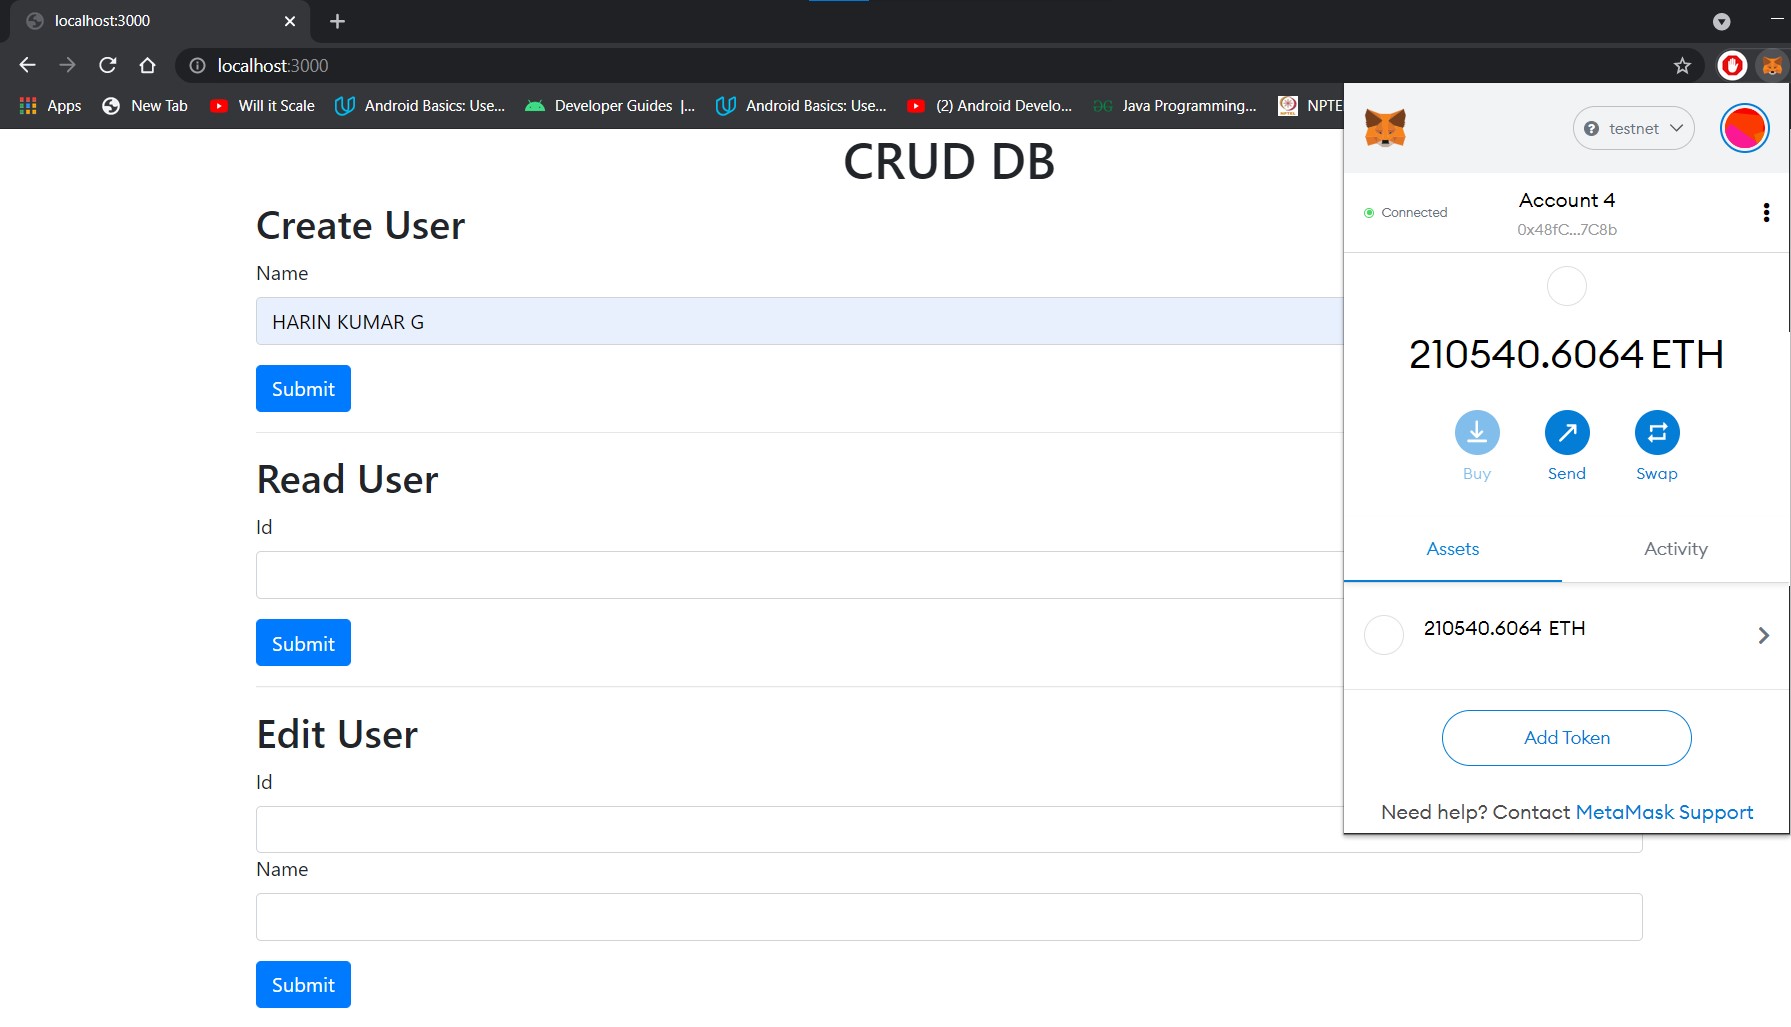 localhost:3000
localhost:3000
Apps New Tab Will it Scale Android Basics: Use... Developer Guides |... Android Basics: Use... (2) Android Develo... Java Programming... NPTE
CRUD DB
Create User
Name
HARIN KUMAR G
Submit
Read User
Id
Submit
Edit User
Id
Name
Submit
testnet
Connected
Account 4
0x48fC...7C8b
210540.6064 ETH
Buy Send Swap
Assets Activity
210540.6064 ETH
Add Token
Need help? Contact MetaMask Support